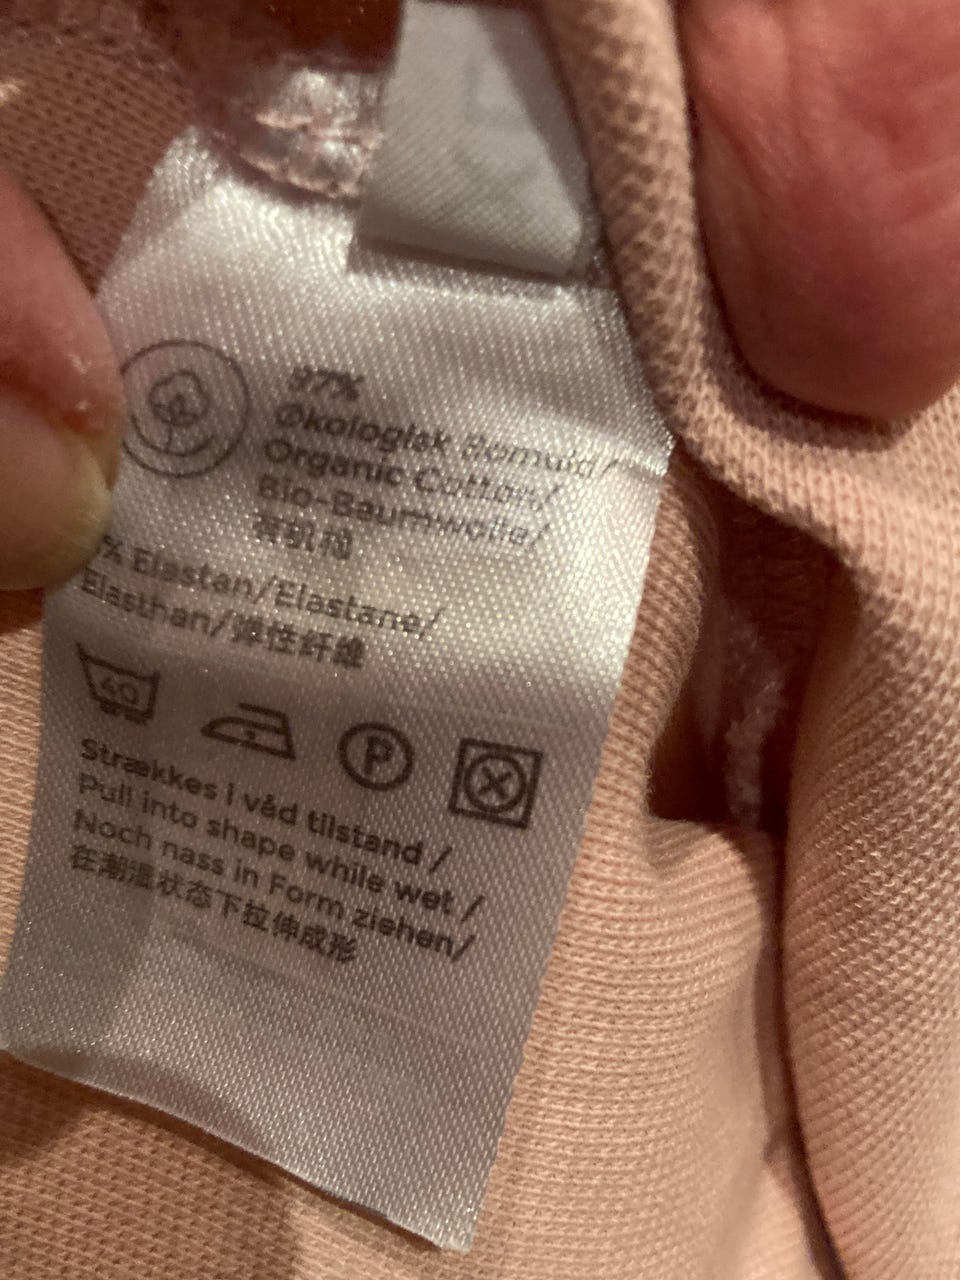 97%
Økologisk Bomuld/
Organic Cotton/
Bio-Baumwolle/
有机棉
% Elastan/Elastane/
Elasthan/弹性纤维
40
P
Strækkes i våd tilstand /
Pull into shape while wet /
Noch nass in Form ziehen/
在潮湿状态下拉伸成形